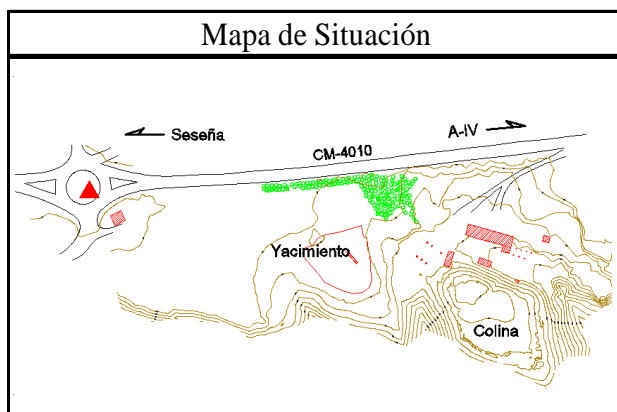 Mapa de Situación
Seseña
CM-4010
A-IV
Yacimiento
Colina